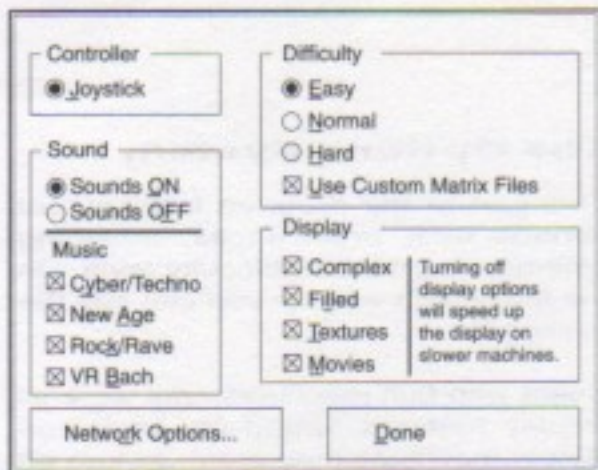 Controller
Joystick
Sound
Sounds ON
Sounds OFF
Music
Cyber/Techno
New Age
Rock/Rave
VR Bach
Difficulty
Easy
Normal
Hard
Use Custom Matrix Files
Display
Complex
Filled
Textures
Movies
Turning off
display options
will speed up
the display on
slower machines.
Network Options...
Done